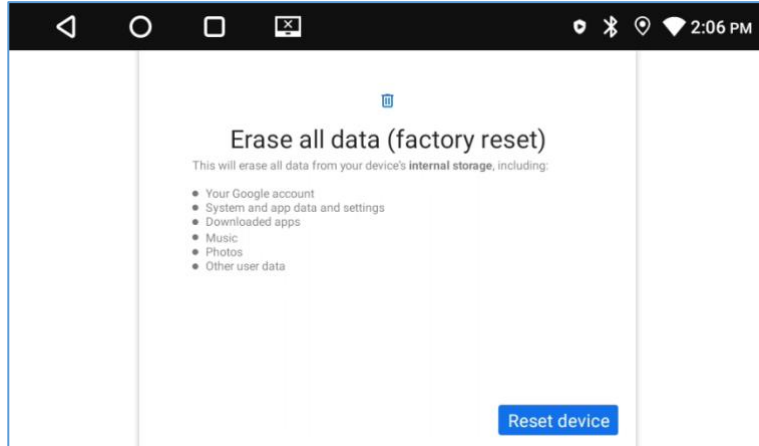 2:06 PM
Erase all data (factory reset)
This will erase all data from your device's internal storage, including:
Your Google account
System and app data and settings
Downloaded apps
Music
Photos
Other user data
Reset device